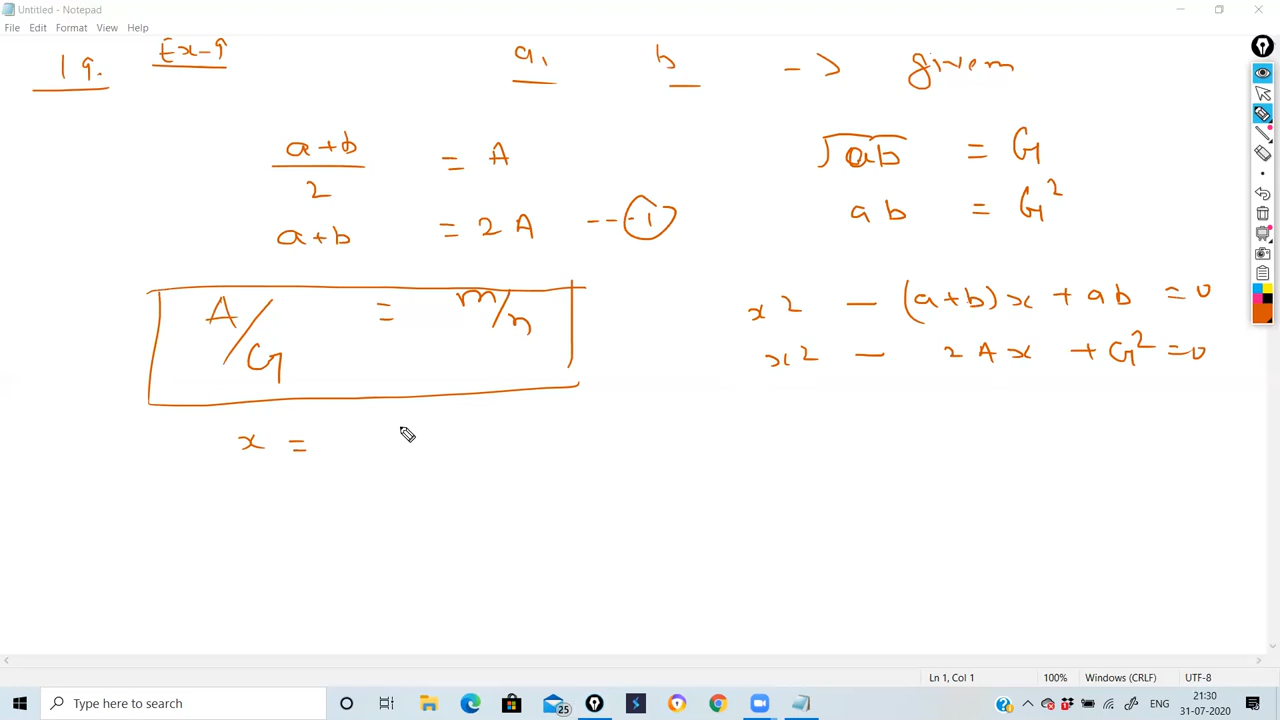 Untitled - Notepad
File Edit Format View Help
19. Ex-9 a, b -> given
a+b/2 = A
√ab = G
a+b = 2A ---1
ab = G²
A/G = m/n
x² - (a+b)x + ab = 0
x² - 2Ax + G² = 0
x =
Ln 1, Col 1 100% Windows (CRLF) UTF-8
Type here to search
25
ENG
21:30
31-07-2020